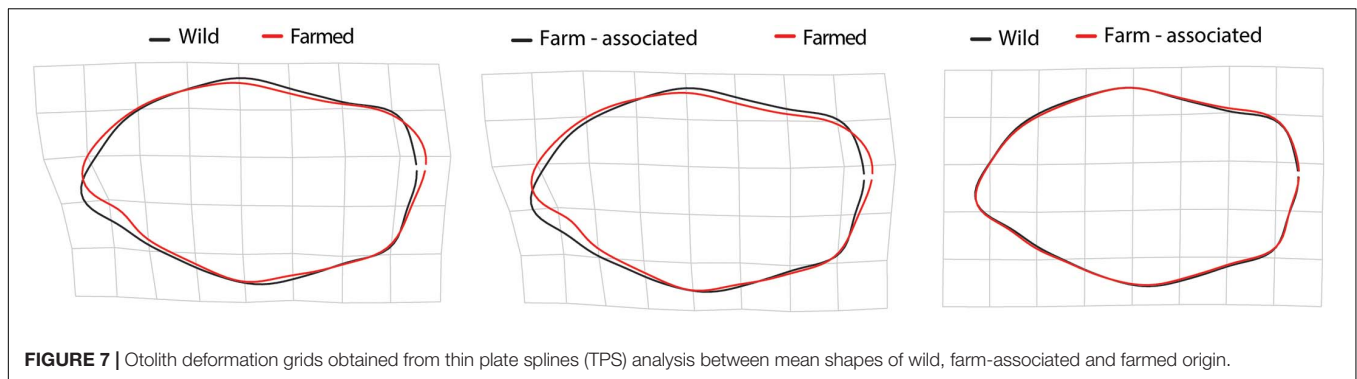 Wild Farmed
Farm - associated Farmed
Wild Farm - associated
FIGURE 7 | Otolith deformation grids obtained from thin plate splines (TPS) analysis between mean shapes of wild, farm-associated and farmed origin.